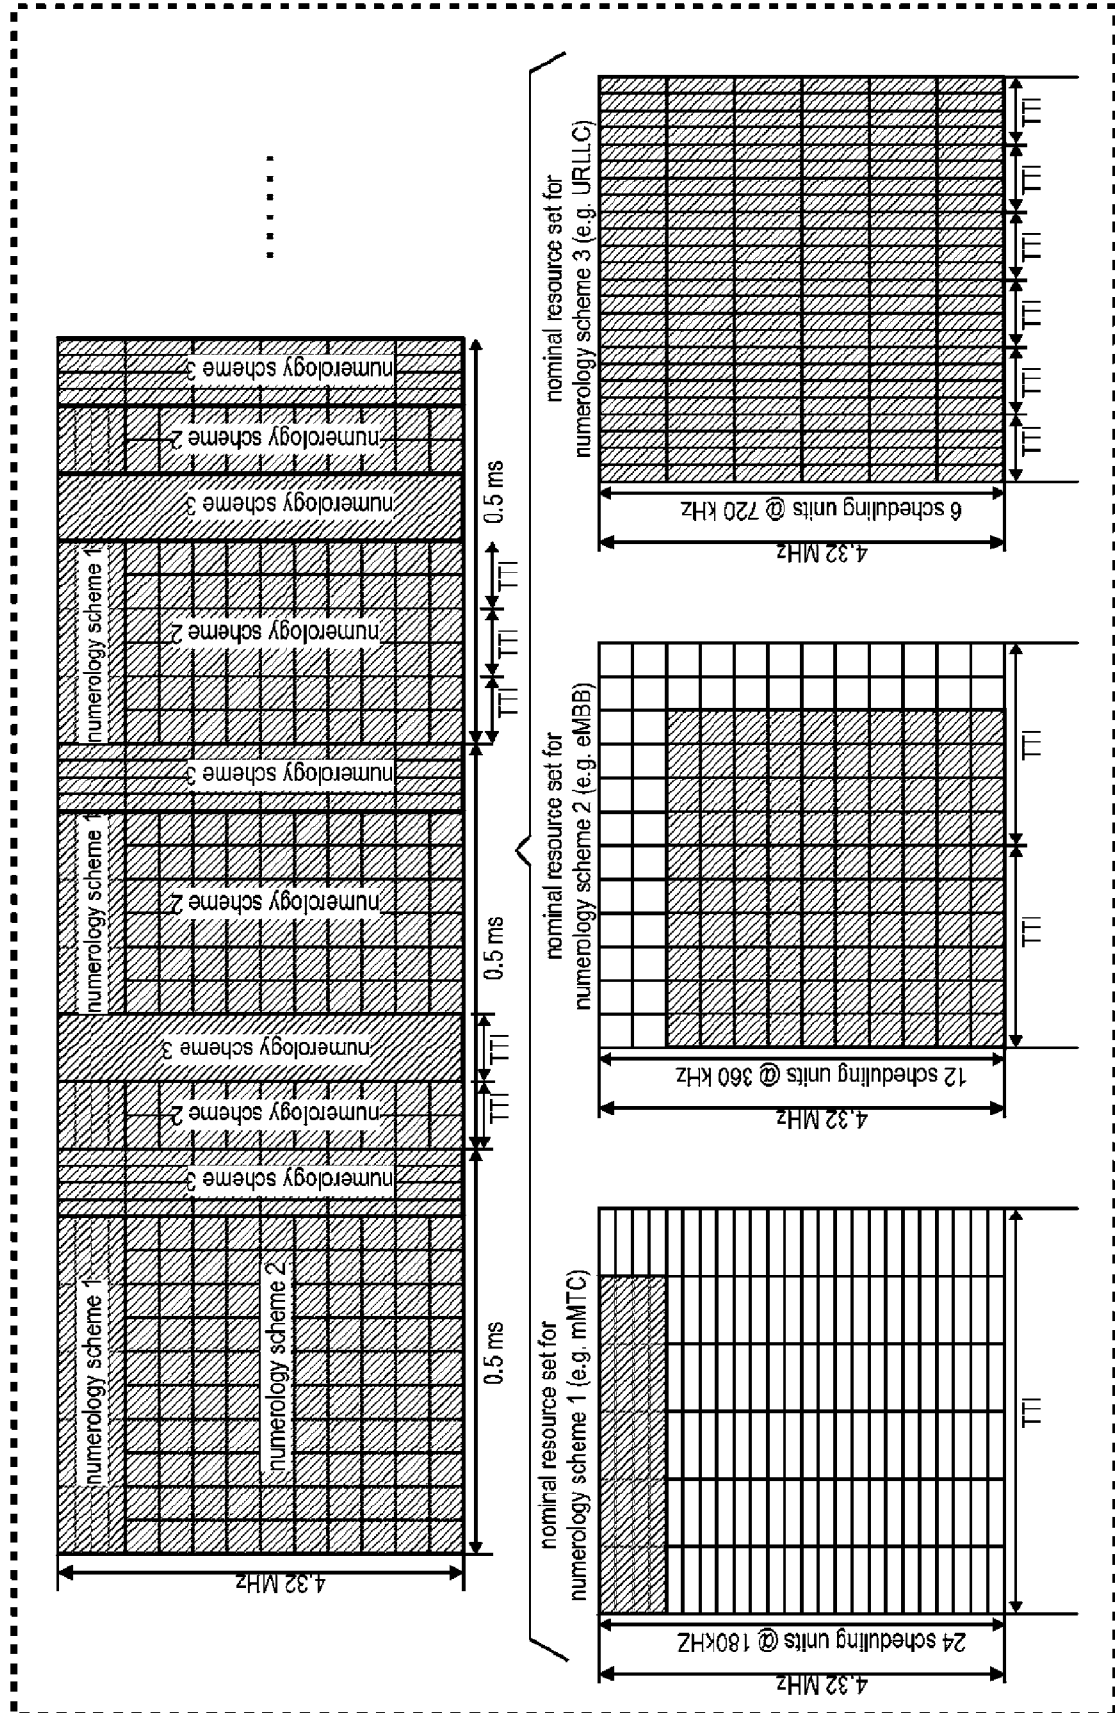 4.32 MHz
numerology scheme 1
numerology scheme 2
numerology scheme 3
numerology scheme 2
numerology scheme 3
numerology scheme 1
numerology scheme 2
numerology scheme 3
numerology scheme 1
numerology scheme 2
numerology scheme 3
numerology scheme 2
numerology scheme 3
......
0.5 ms
TTI
TTI
0.5 ms
TTI
TTI
TTI
0.5 ms
nominal resource set for
numerology scheme 1 (e.g. mMTC)
4.32 MHz
24 scheduling units @ 180kHZ
TTI
nominal resource set for
numerology scheme 2 (e.g. eMBB)
4.32 MHz
12 scheduling units @ 360 kHz
TTI
TTI
nominal resource set for
numerology scheme 3 (e.g. URLLC)
4.32 MHz
6 scheduling units @ 720 kHz
TTI
TTI
TTI
TTI
TTI
TTI